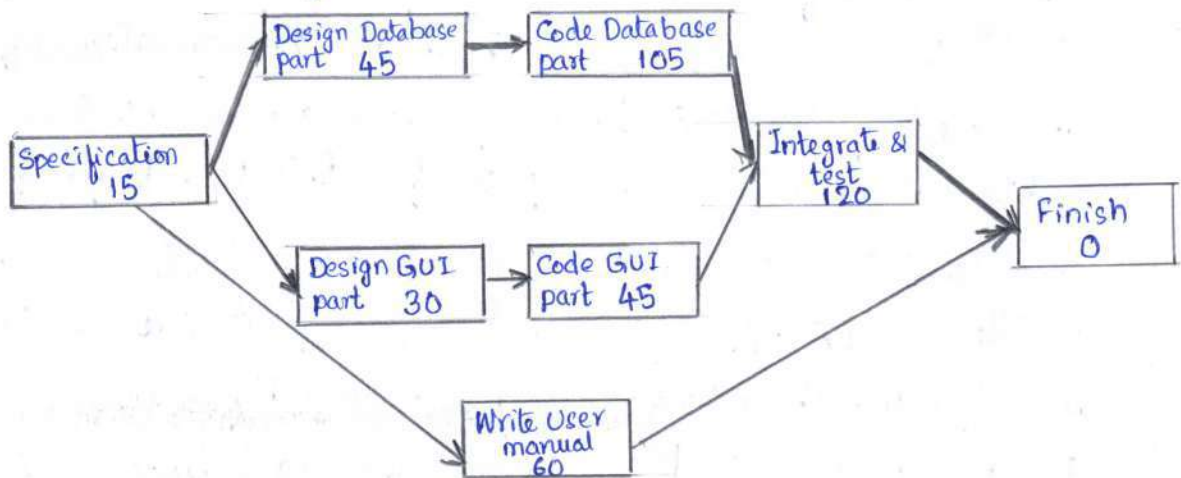 Design Database
part 45
Code Database
part 105
Specification
15
Integrate &
test
120
Finish
0
Design GUI
part 30
Code GUI
part 45
Write User
manual
60